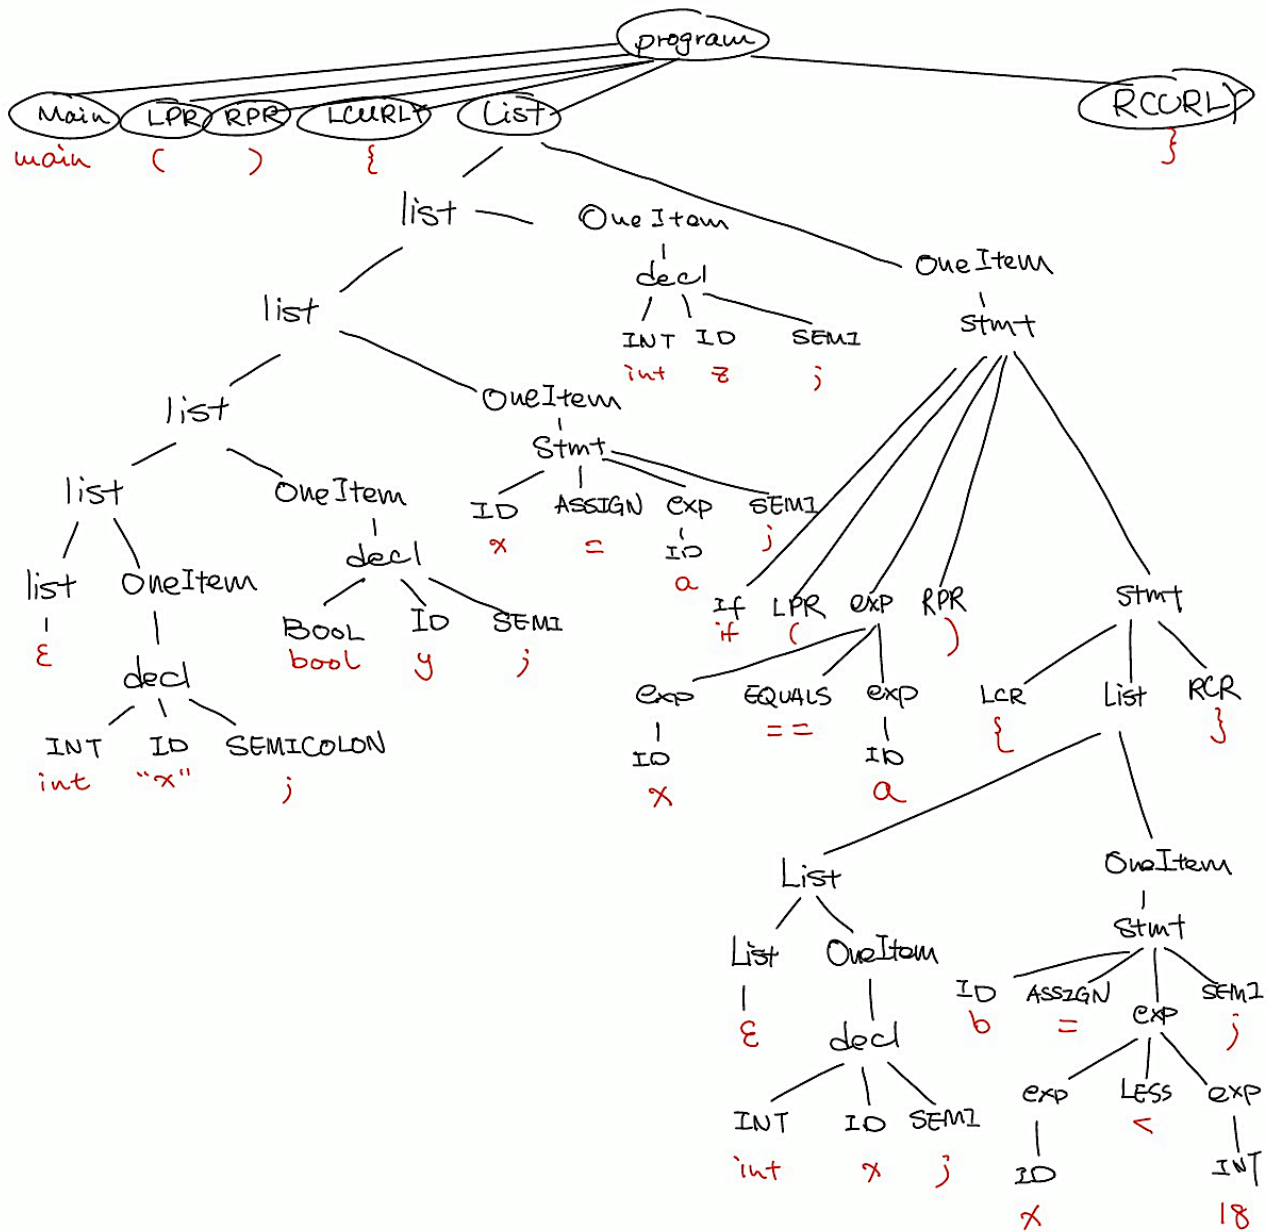 program
Main LPR RPR LCURLY List RCURLY
main ( ) { }
list OneItem OneItem
decl stmt
list INT ID SEMI
int z ;
list OneItem
Stmt
list OneItem ID ASSIGN exp SEMI
x = ID ;
a
decl
list OneItem BOOL ID SEMI If LPR exp RPR Stmt
ε bool y ; if ( )
decl exp EQUALS exp LCR List RCR
INT ID SEMICOLON ID == ID { }
int "x" ; x a
List OneItem
Stmt
List OneItem ID ASSIGN exp SEMI
ε b = ;
decl exp LESS exp
<
INT ID SEMI ID INT
int x ; x 18